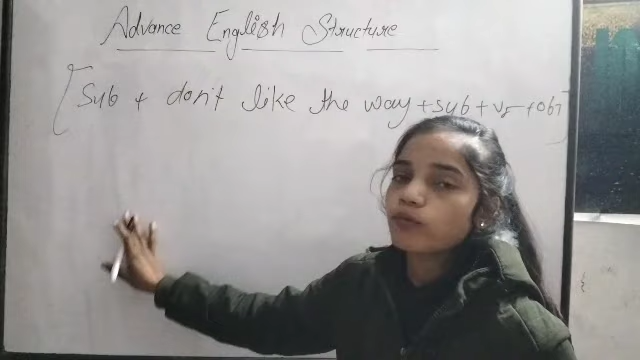 Advance English Structure
[Sub + don't like the way + sub + v5 + obj]